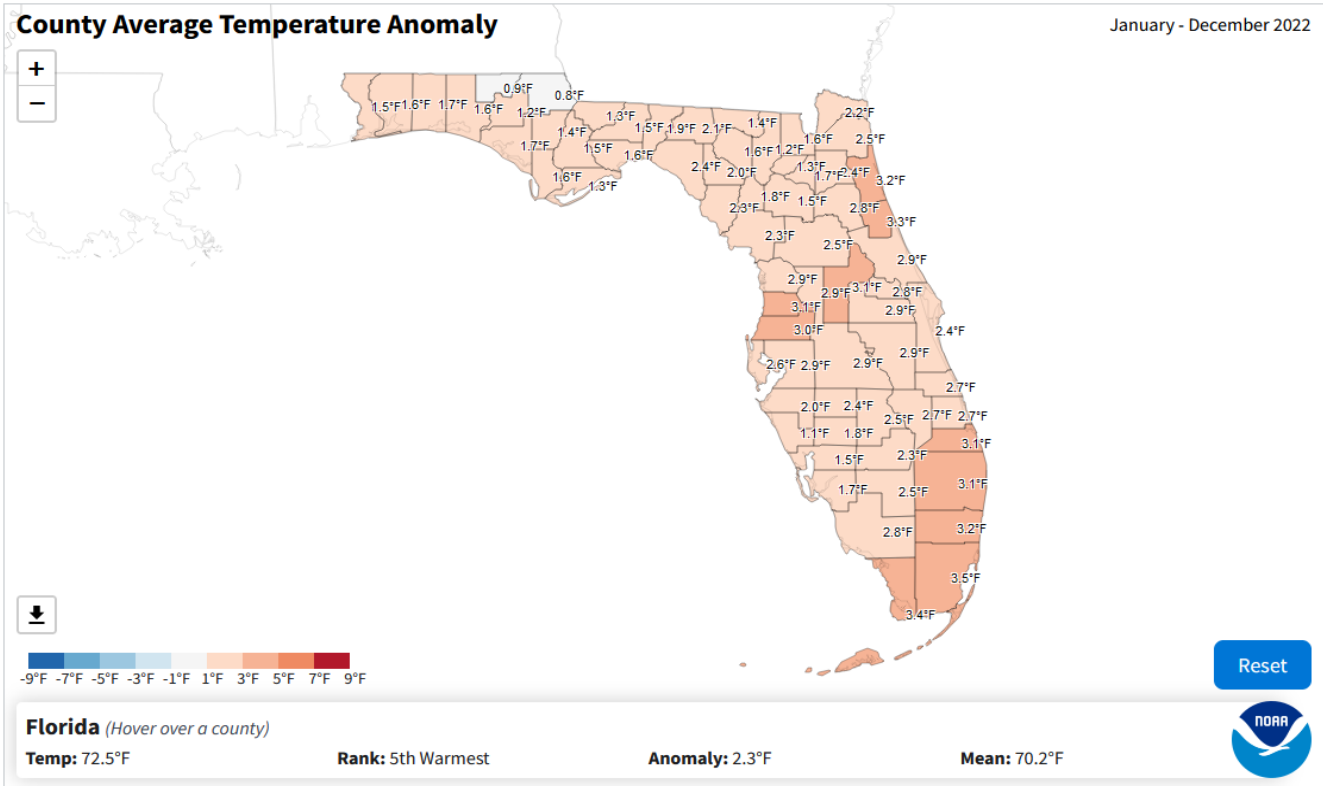 County Average Temperature Anomaly
January - December 2022
+
−
0.9°F
0.8°F
1.5°F 1.6°F 1.7°F 1.6°F 1.2°F
2.2°F
1.3°F
1.4°F 1.5°F 1.9°F 2.1°F 1.4°F
1.6°F 2.5°F
1.7°F 1.5°F 1.6°F 1.6°F 1.2°F
2.4°F 2.0°F 1.3°F 1.7°F 2.4°F
1.6°F 1.3°F 3.2°F
2.3°F 1.8°F 1.5°F 2.8°F
3.3°F
2.3°F 2.5°F
2.9°F
2.9°F 2.9°F 3.1°F 2.8°F
3.1°F 2.9°F
3.0°F 2.4°F
2.9°F
2.6°F 2.9°F 2.9°F
2.7°F
2.0°F 2.4°F 2.5°F 2.7°F 2.7°F
1.1°F 1.8°F 3.1°F
1.5°F 2.3°F
1.7°F 2.5°F 3.1°F
2.8°F 3.2°F
3.5°F
3.4°F
-9°F -7°F -5°F -3°F -1°F 1°F 3°F 5°F 7°F 9°F
Reset
Florida (Hover over a county)
Temp: 72.5°F Rank: 5th Warmest Anomaly: 2.3°F Mean: 70.2°F
NOAA